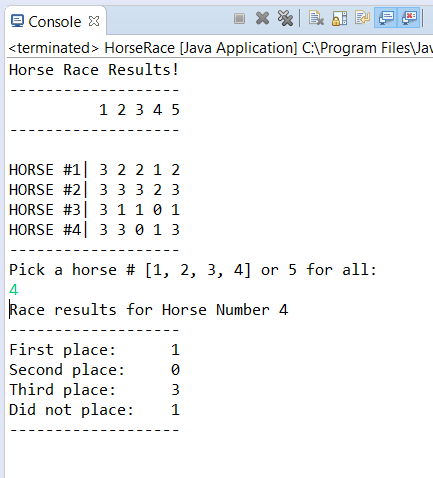 Console
<terminated> HorseRace [Java Application] C:\Program Files\Jav
Horse Race Results!
-------------------
          1 2 3 4 5
-------------------
HORSE #1| 3 2 2 1 2
HORSE #2| 3 3 3 2 3
HORSE #3| 3 1 1 0 1
HORSE #4| 3 3 0 1 3
-------------------
Pick a horse # [1, 2, 3, 4] or 5 for all:
4
Race results for Horse Number 4
-------------------
First place:      1
Second place:     0
Third place:      3
Did not place:    1
-------------------